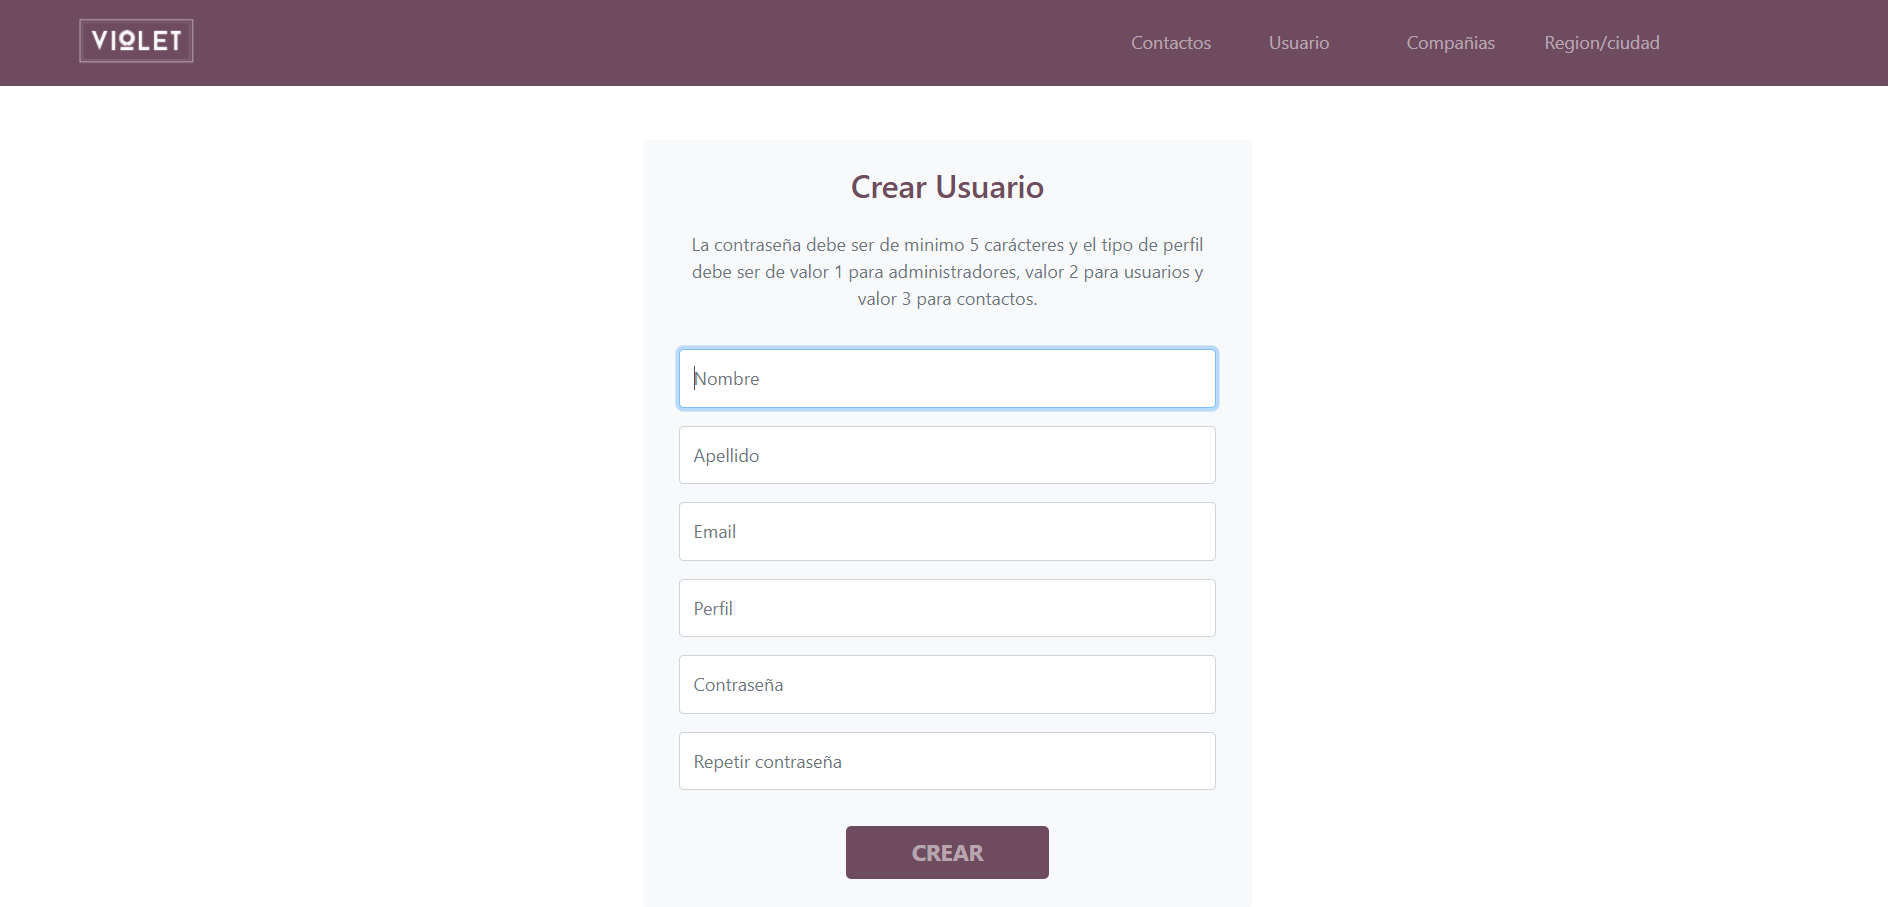 VIOLET
Contactos Usuario Compañias Region/ciudad
Crear Usuario
La contraseña debe ser de minimo 5 carácteres y el tipo de perfil
debe ser de valor 1 para administradores, valor 2 para usuarios y
valor 3 para contactos.
Nombre
Apellido
Email
Perfil
Contraseña
Repetir contraseña
CREAR